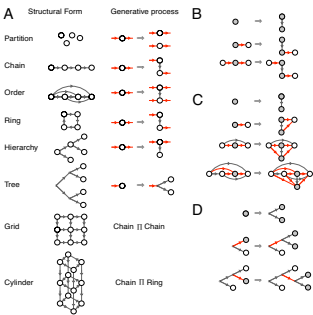 A
Structural Form
Generative process
Partition
Chain
Order
Ring
Hierarchy
Tree
Grid
Chain ∏ Chain
Cylinder
Chain ∏ Ring
B
C
D